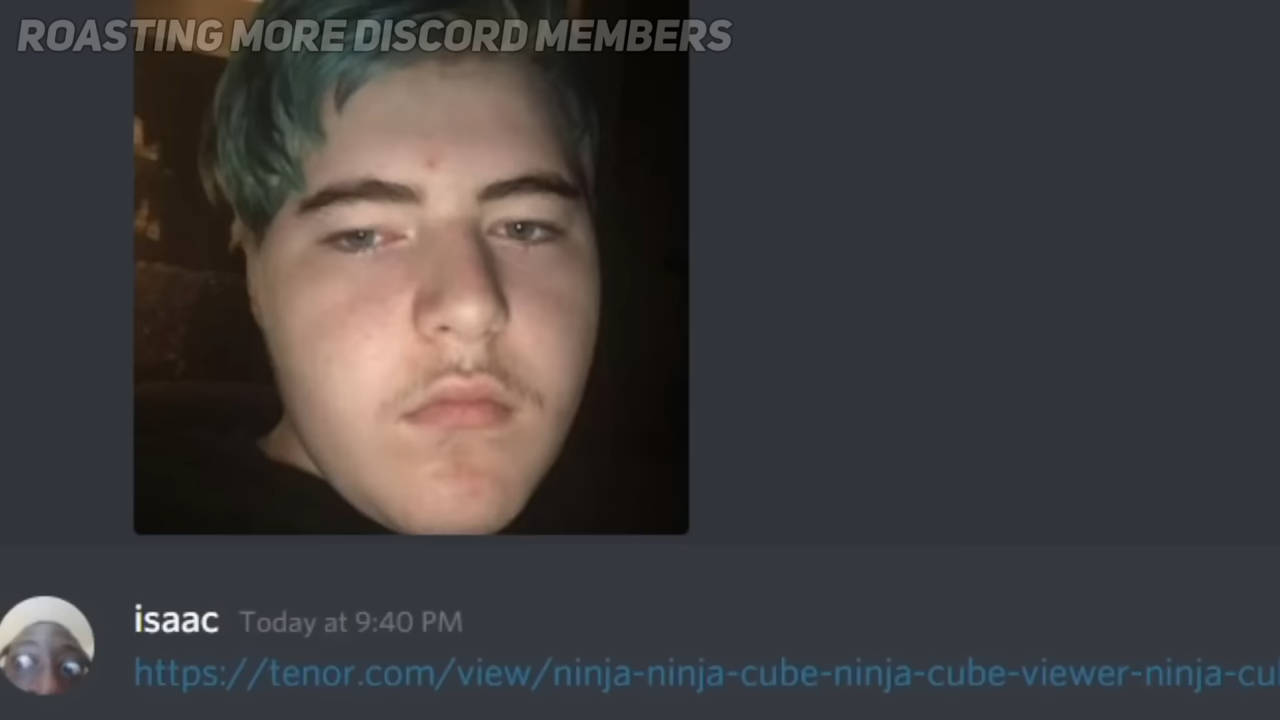 ROASTING MORE DISCORD MEMBERS
isaac Today at 9:40 PM
https://tenor.com/view/ninja-ninja-cube-ninja-cube-viewer-ninja-cu